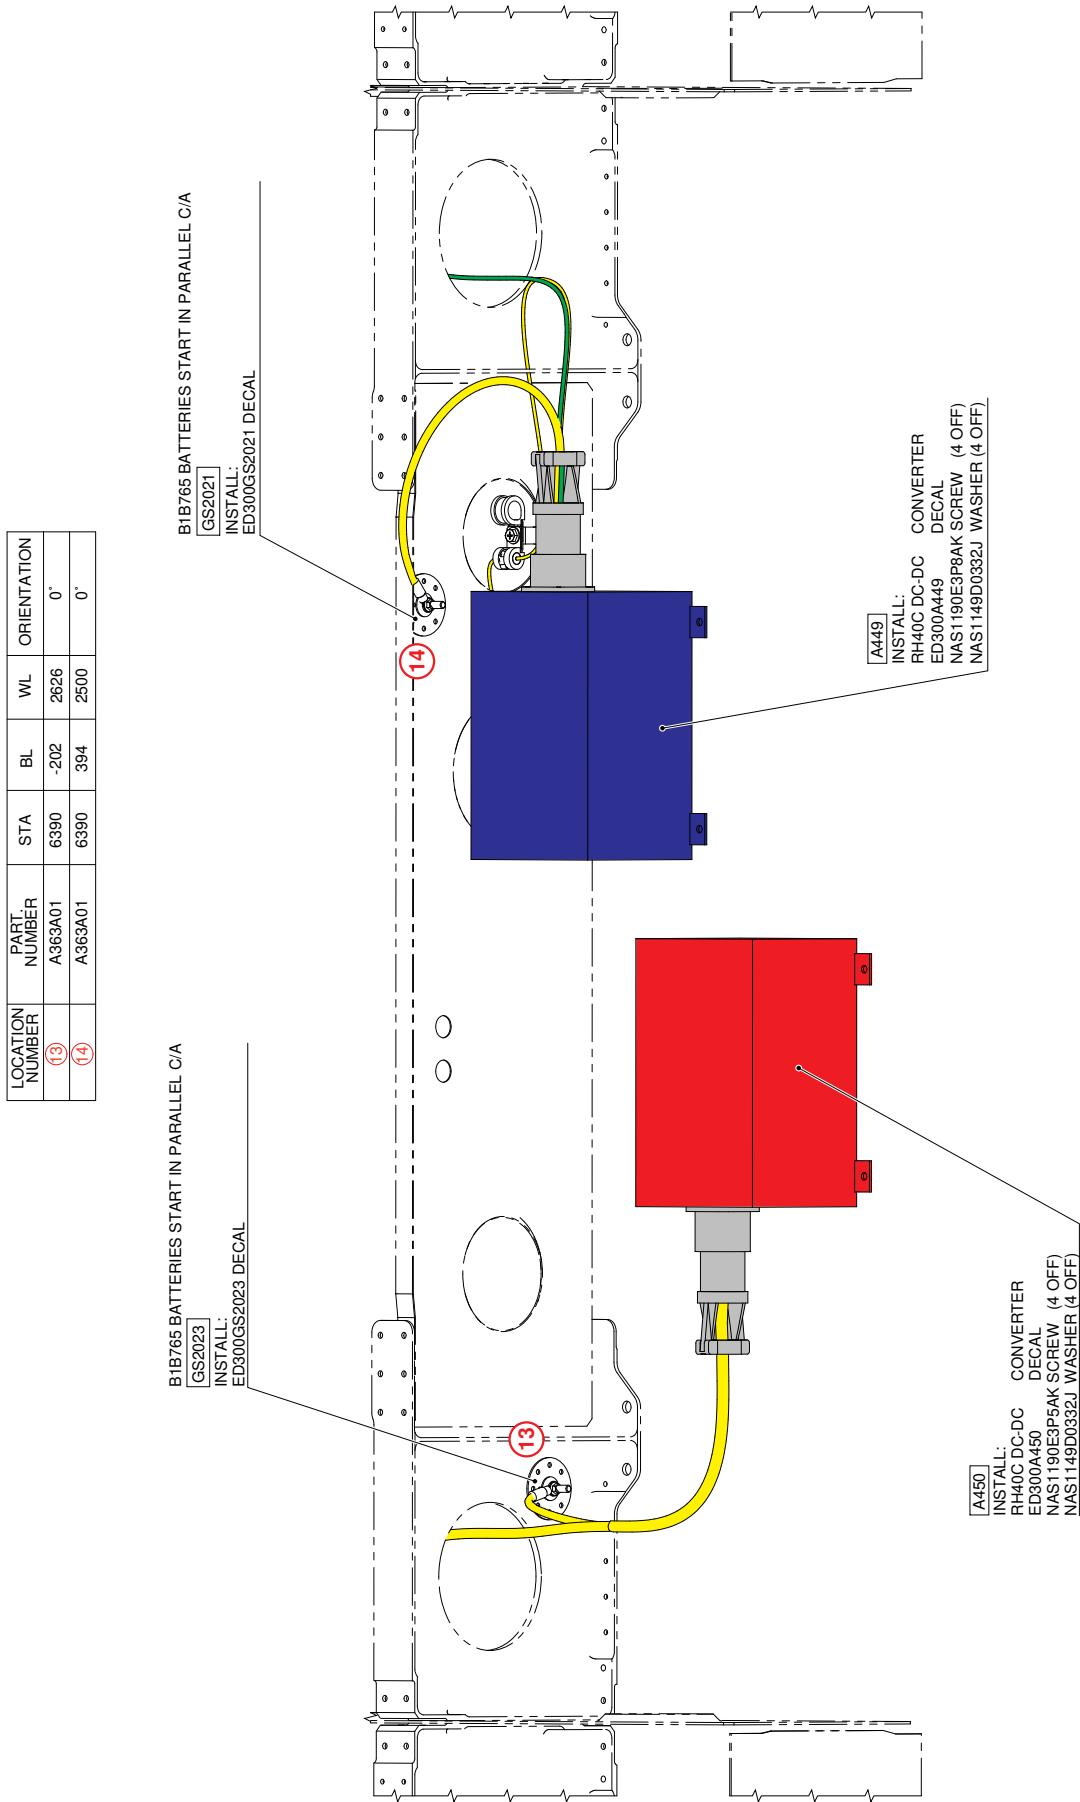 LOCATION NUMBER PART. NUMBER STA BL WL ORIENTATION
13 A363A01 6390 -202 2626 0°
14 A363A01 6390 394 2500 0°
B1B765 BATTERIES START IN PARALLEL C/A
GS2023
INSTALL:
ED300GS2023 DECAL
B1B765 BATTERIES START IN PARALLEL C/A
GS2021
INSTALL:
ED300GS2021 DECAL
13
14
A449
INSTALL:
RH40C DC-DC CONVERTER
ED300A449 DECAL
NAS1190E3P8AK SCREW (4 OFF)
NAS1149D0332J WASHER (4 OFF)
A450
INSTALL:
RH40C DC-DC CONVERTER
ED300A450 DECAL
NAS1190E3P5AK SCREW (4 OFF)
NAS1149D0332J WASHER (4 OFF)